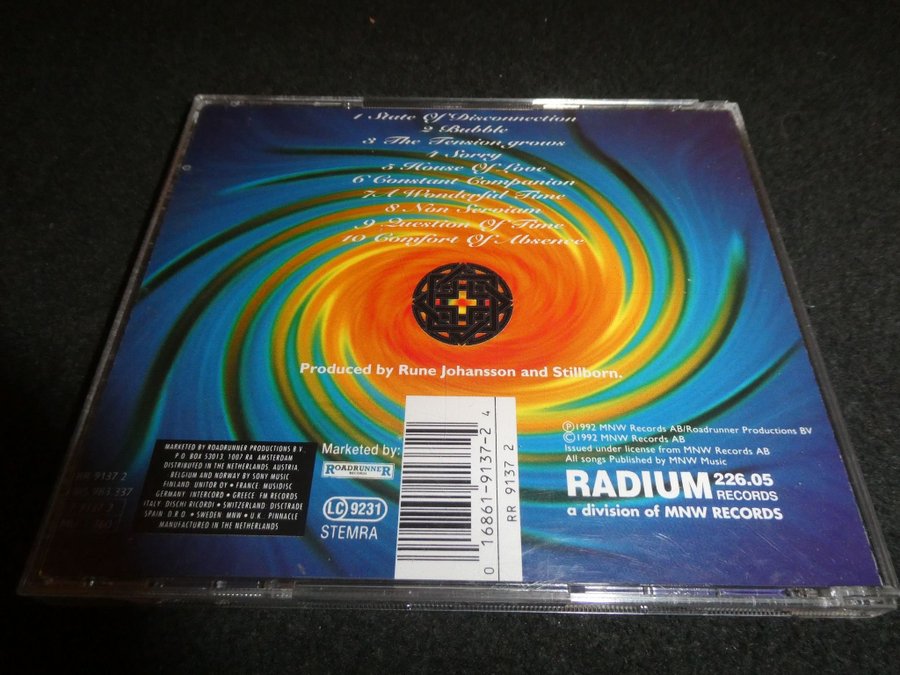 1 State Of Disconnection
2 Bubble
3 The Tension grows
4 Sorry
5 House Of Love
6 Constant Companion
7 A Wonderful Time
8 Non Serviam
9 Question Of Time
10 Comfort Of Absence
Produced by Rune Johansson and Stillborn.
MARKETED BY ROADRUNNER PRODUCTIONS B.V.
P.O. BOX 53013, 1007 RA AMSTERDAM
DISTRIBUTED IN THE NETHERLANDS, AUSTRIA,
BELGIUM AND NORWAY BY SONY MUSIC
FINLAND: UNITOR OY • FRANCE: MUSIDISC
GERMANY: INTERCORD • GREECE: FM RECORDS
ITALY: DISCHI RICORDI • SWITZERLAND: DISCTRADE
SPAIN: D.R.O. • SWEDEN: MNW • U.K.: PINNACLE
MANUFACTURED IN THE NETHERLANDS
Marketed by:
ROADRUNNER
RECORDS
LC 9231
STEMRA
0 16861-9137-2 4
RR 9137 2
Ⓟ1992 MNW Records AB/Roadrunner Productions BV
©1992 MNW Records AB
Issued under license from MNW Records AB
All songs Published by MNW Music
RADIUM 226.05
RECORDS
a division of MNW RECORDS